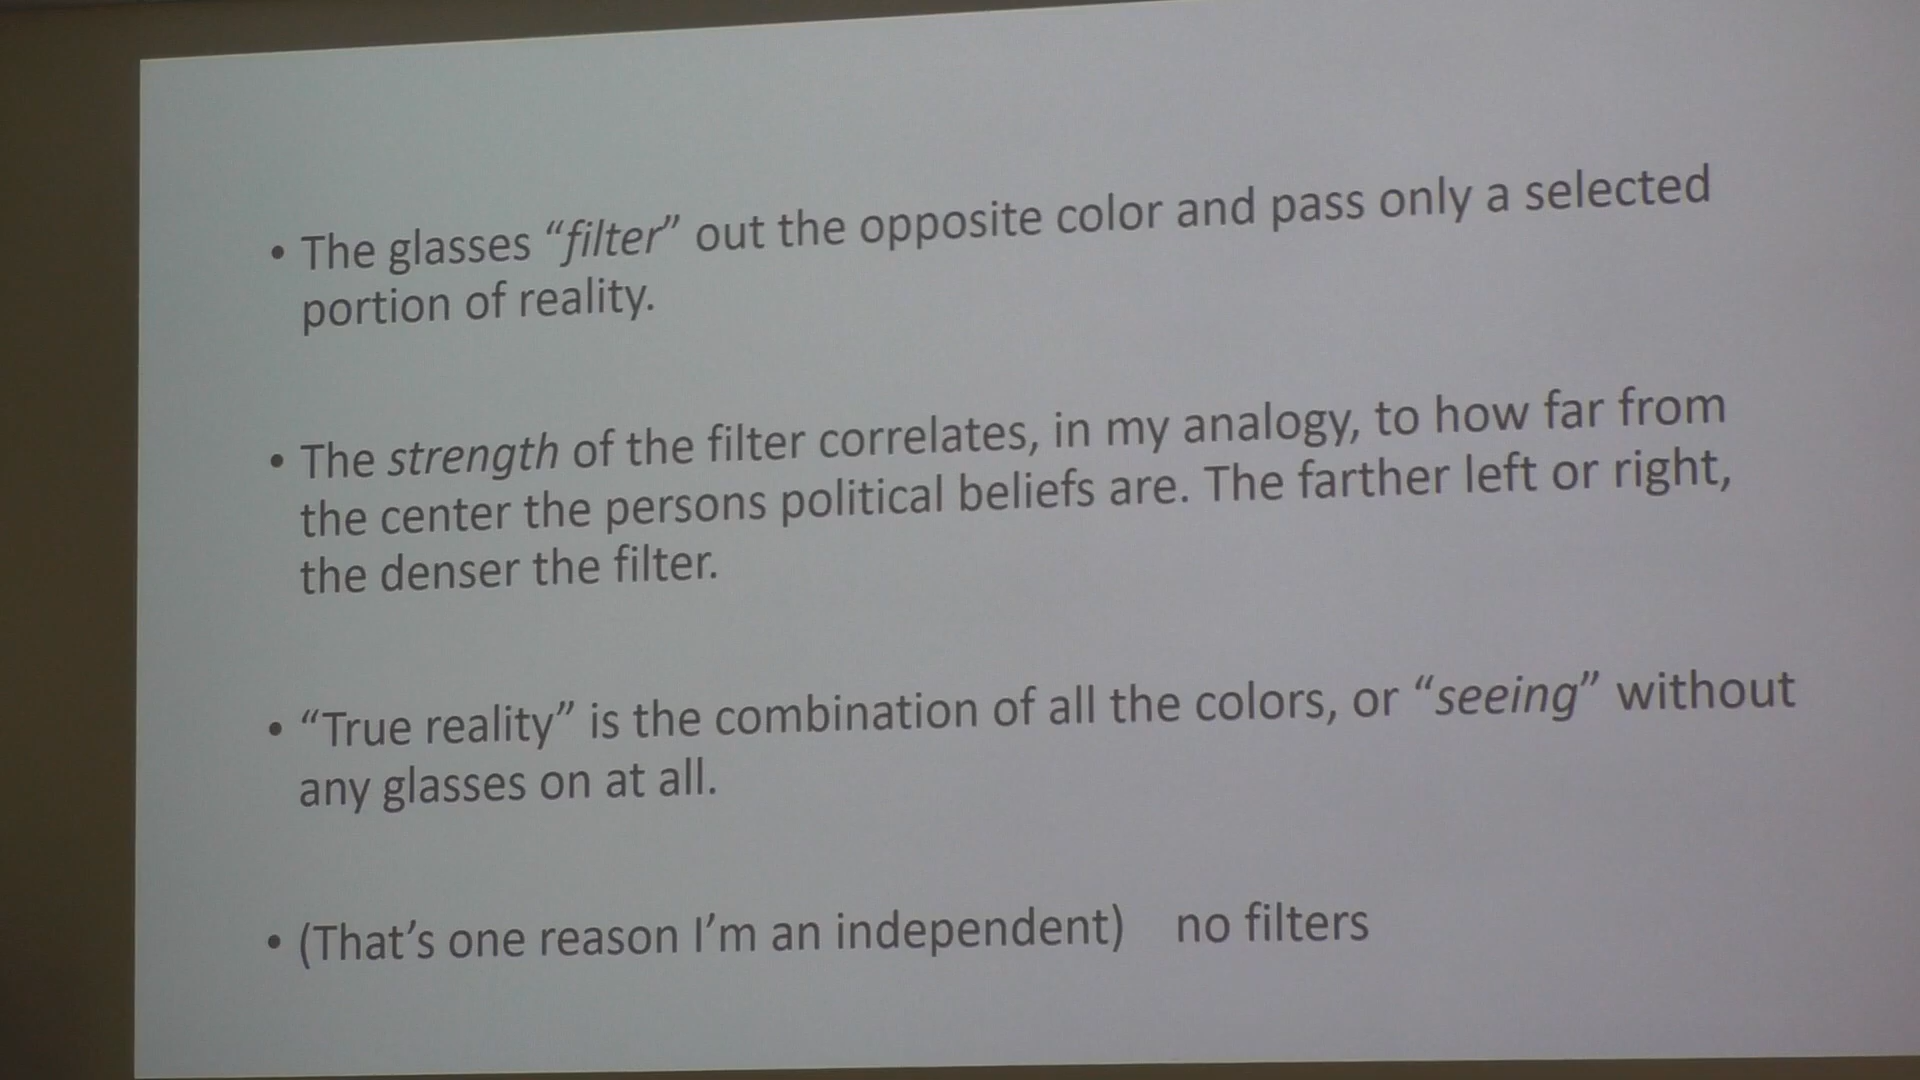 • The glasses “filter” out the opposite color and pass only a selected
portion of reality.
• The strength of the filter correlates, in my analogy, to how far from
the center the persons political beliefs are. The farther left or right,
the denser the filter.
• “True reality” is the combination of all the colors, or “seeing” without
any glasses on at all.
• (That’s one reason I’m an independent) no filters